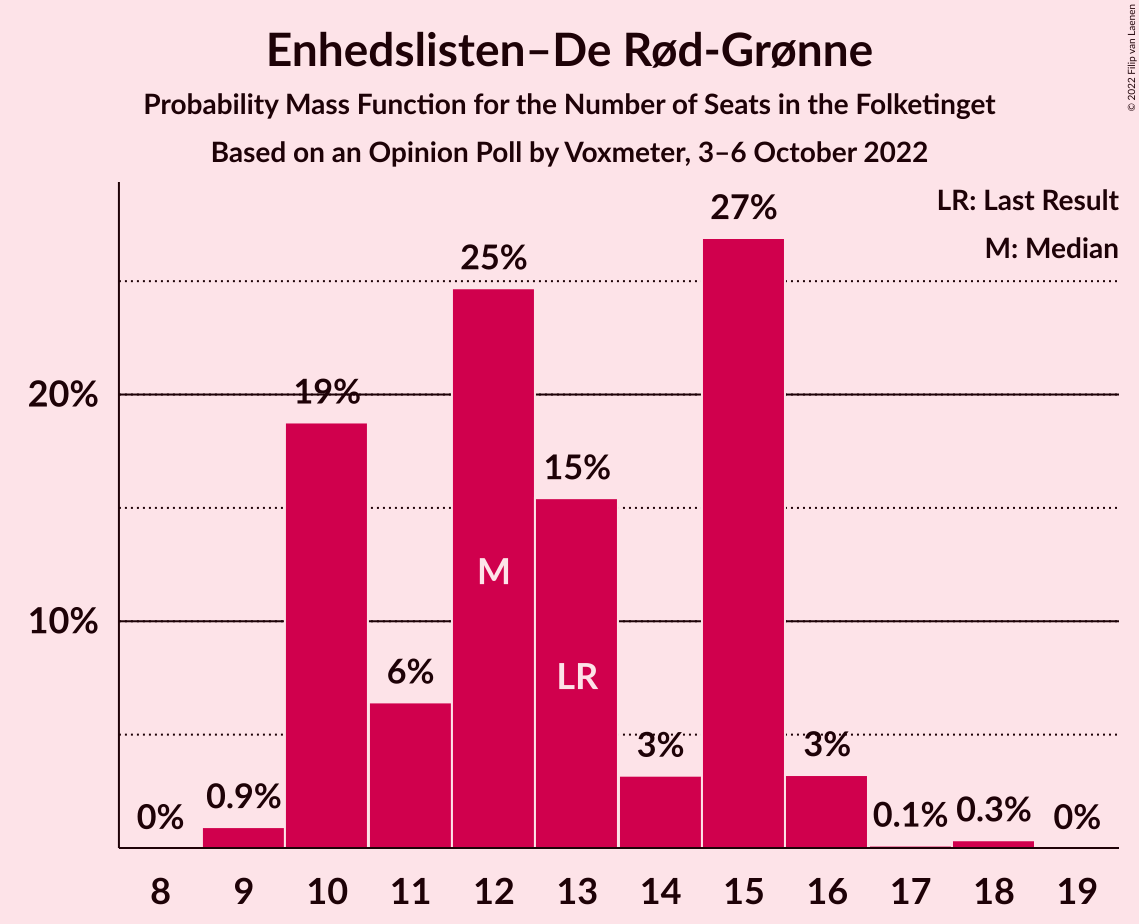 Enhedslisten–De Rød-Grønne
Probability Mass Function for the Number of Seats in the Folketinget
Based on an Opinion Poll by Voxmeter, 3–6 October 2022
© 2022 Filip van Laenen
LR: Last Result
M: Median
20%
10%
0%
0.9%
19%
6%
25%
15%
3%
27%
3%
0.1%
0.3%
0%
M
LR
8 9 10 11 12 13 14 15 16 17 18 19